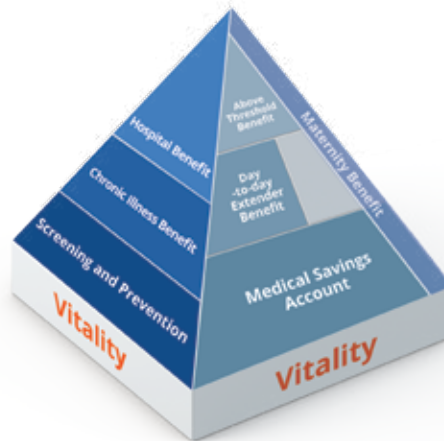 Hospital Benefit
Chronic Illness Benefit
Screening and Prevention
Vitality
Above
Threshold
Benefit
Day
-to-day
Extender
Benefit
Medical Savings
Account
Maternity Benefit
Vitality